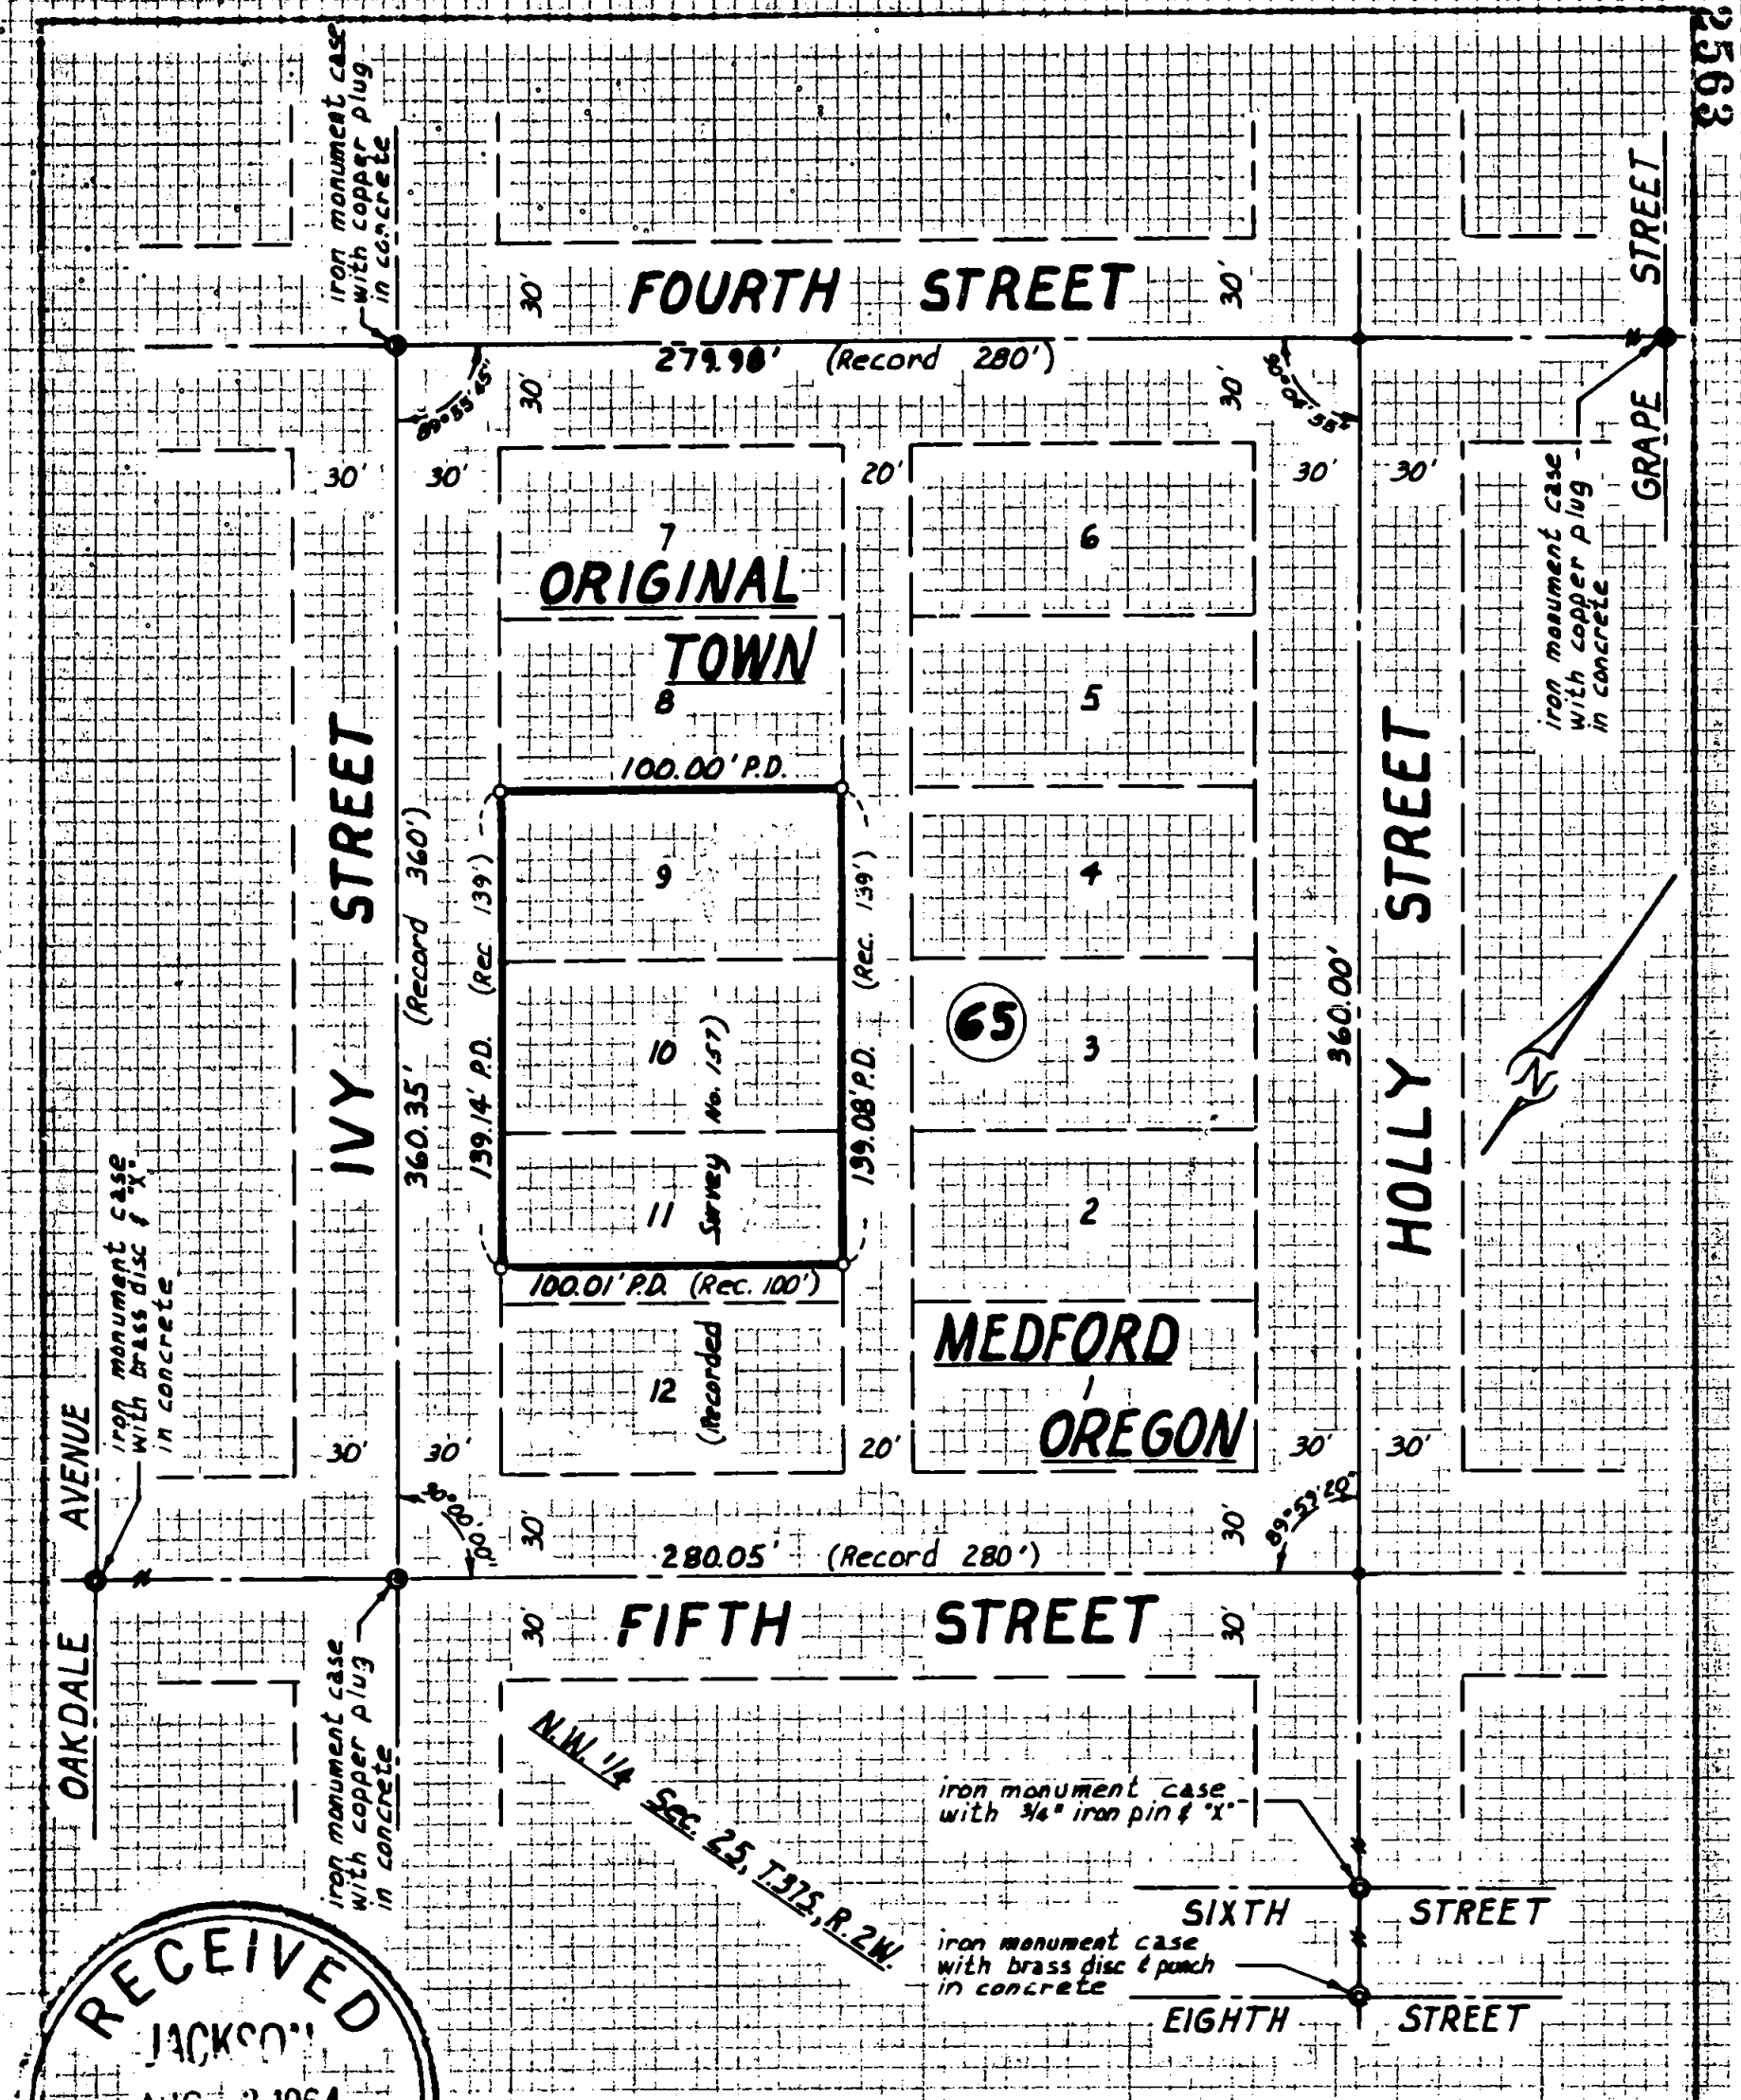 2563
iron monument case
with copper plug
in concrete
FOURTH STREET
30'
30'
279.98' (Record 280')
30'
30'
89°55'45"
90°04'55"
GRAPE STREET
iron monument case
with copper plug
in concrete
30'
30'
20'
30'
30'
7
ORIGINAL
TOWN
8
6
5
100.00' P.D.
IVY STREET
360.35' (Record 360')
139.14' P.D. (Rec. 139')
9
10
11
139.08' P.D. (Rec. 139')
(Recorded Survey No. 157)
65
4
3
2
360.00'
HOLLY STREET
N
100.01' P.D. (Rec. 100')
12
MEDFORD
1
OREGON
iron monument case
with brass disc & "X"
in concrete
OAKDALE AVENUE
30'
30'
20'
30'
30'
90°00'00"
30'
30'
89°59'20"
280.05' (Record 280')
30'
FIFTH STREET
30'
iron monument case
with copper plug
in concrete
N.W. 1/4 Sec. 25, T.37S, R.2W.
iron monument case
with 3/4" iron pin & "X"
SIXTH STREET
iron monument case
with brass disc & punch
in concrete
EIGHTH STREET
RECEIVED
JACKSON
1964